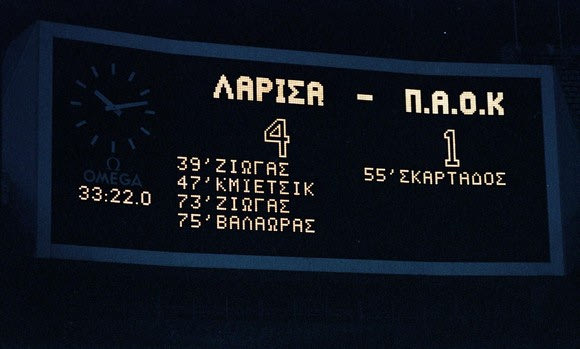 ΛΑΡΙΣΑ - Π.Α.Ο.Κ
4 1
39'ΖΙΩΓΑΣ
47'ΚΜΙΕΤΣΙΚ
73'ΖΙΩΓΑΣ
75'ΒΑΛΑΩΡΑΣ
55'ΣΚΑΡΤΑΔΟΣ
Ω
OMEGA
33:22.0